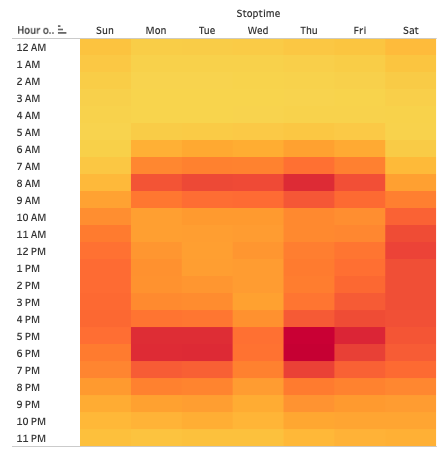 Stoptime
Hour o.. Sun Mon Tue Wed Thu Fri Sat
12 AM
1 AM
2 AM
3 AM
4 AM
5 AM
6 AM
7 AM
8 AM
9 AM
10 AM
11 AM
12 PM
1 PM
2 PM
3 PM
4 PM
5 PM
6 PM
7 PM
8 PM
9 PM
10 PM
11 PM